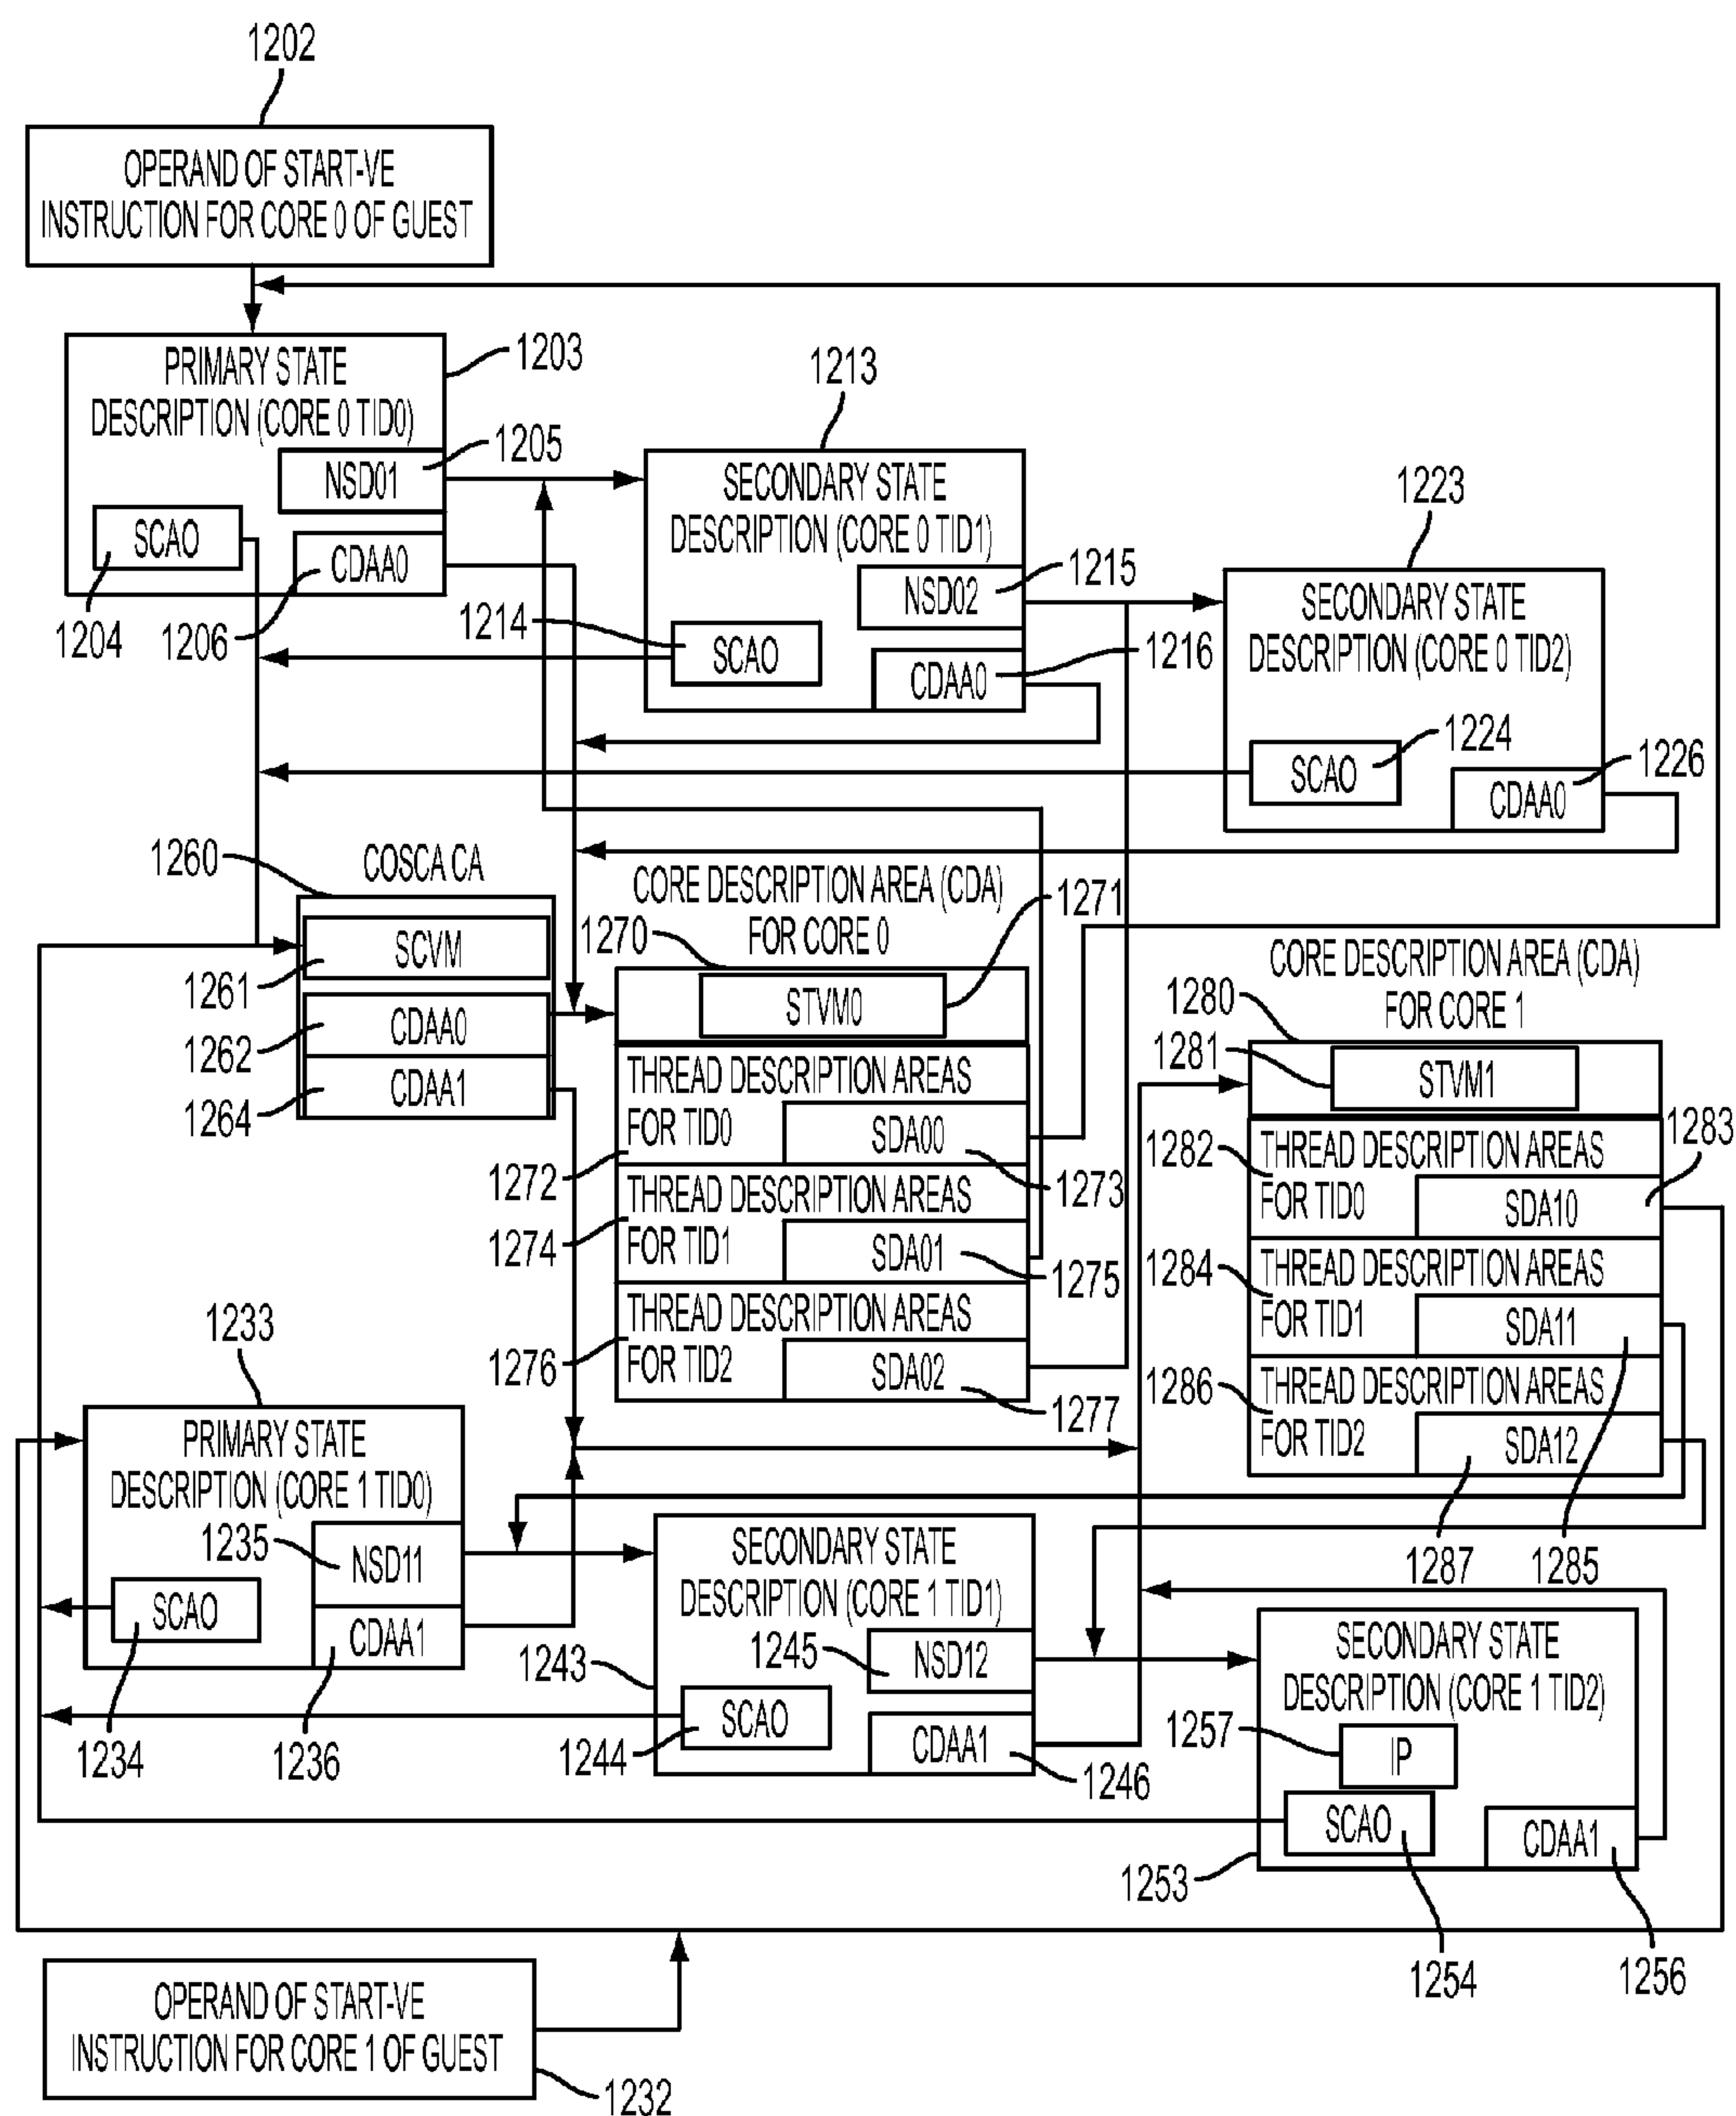 1202
OPERAND OF START-VE
INSTRUCTION FOR CORE 0 OF GUEST
PRIMARY STATE
DESCRIPTION (CORE 0 TID0)
1203
NSD01
1205
SCAO
CDAA0
1204
1206
1213
SECONDARY STATE
DESCRIPTION (CORE 0 TID1)
NSD02
1215
1214
SCAO
CDAA0
1216
1223
SECONDARY STATE
DESCRIPTION (CORE 0 TID2)
SCAO
1224
CDAA0
1226
1260
COSCA CA
SCVM
1261
CDAA0
1262
CDAA1
1264
CORE DESCRIPTION AREA (CDA)
FOR CORE 0
1270
1271
STVM0
THREAD DESCRIPTION AREAS
FOR TID0
SDA00
1272
1273
THREAD DESCRIPTION AREAS
FOR TID1
SDA01
1274
1275
THREAD DESCRIPTION AREAS
FOR TID2
SDA02
1276
1277
CORE DESCRIPTION AREA (CDA)
FOR CORE 1
1280
1281
STVM1
1283
1282
THREAD DESCRIPTION AREAS
FOR TID0
SDA10
1284
THREAD DESCRIPTION AREAS
FOR TID1
SDA11
1286
THREAD DESCRIPTION AREAS
FOR TID2
SDA12
1287
1285
1233
PRIMARY STATE
DESCRIPTION (CORE 1 TID0)
1235
NSD11
SCAO
CDAA1
1234
1236
SECONDARY STATE
DESCRIPTION (CORE 1 TID1)
1243
1245
NSD12
SCAO
1244
CDAA1
1246
SECONDARY STATE
DESCRIPTION (CORE 1 TID2)
1257
IP
SCAO
CDAA1
1253
1254
1256
OPERAND OF START-VE
INSTRUCTION FOR CORE 1 OF GUEST
1232